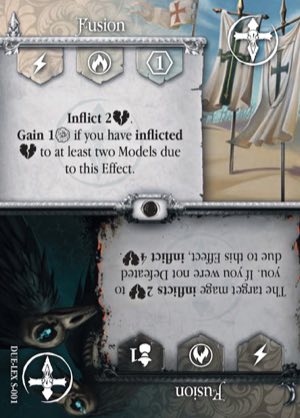 Fusion
1
Inflict 2.
Gain 1 if you have inflicted
to at least two Models due
to this Effect.
Fusion
1
The target mage inflicts 2 to
you. If you were not Defeated
due to this Effect, inflict 4
DUE-LEX S-001